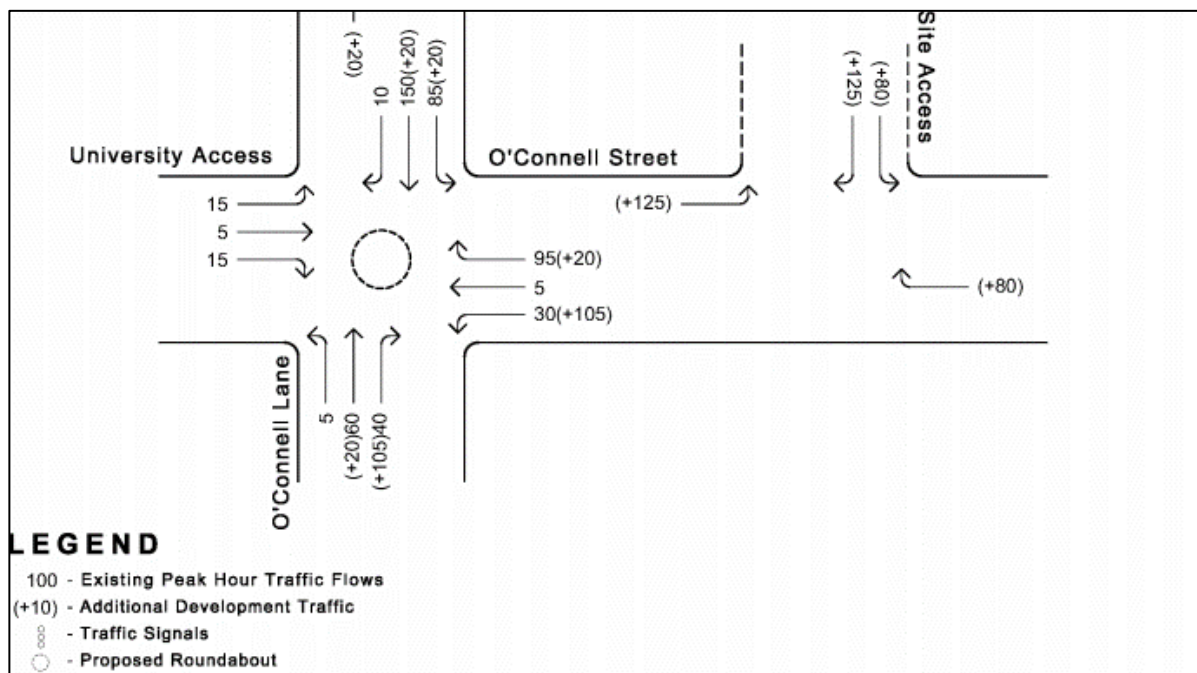 (+20)
10
150(+20)
85(+20)
(+125)
(+80)
Site Access
University Access
O'Connell Street
15
5
15
(+125)
95(+20)
5
30(+105)
(+80)
O'Connell Lane
5
(+20)60
(+105)40
LEGEND
100 - Existing Peak Hour Traffic Flows
(+10) - Additional Development Traffic
- Traffic Signals
- Proposed Roundabout